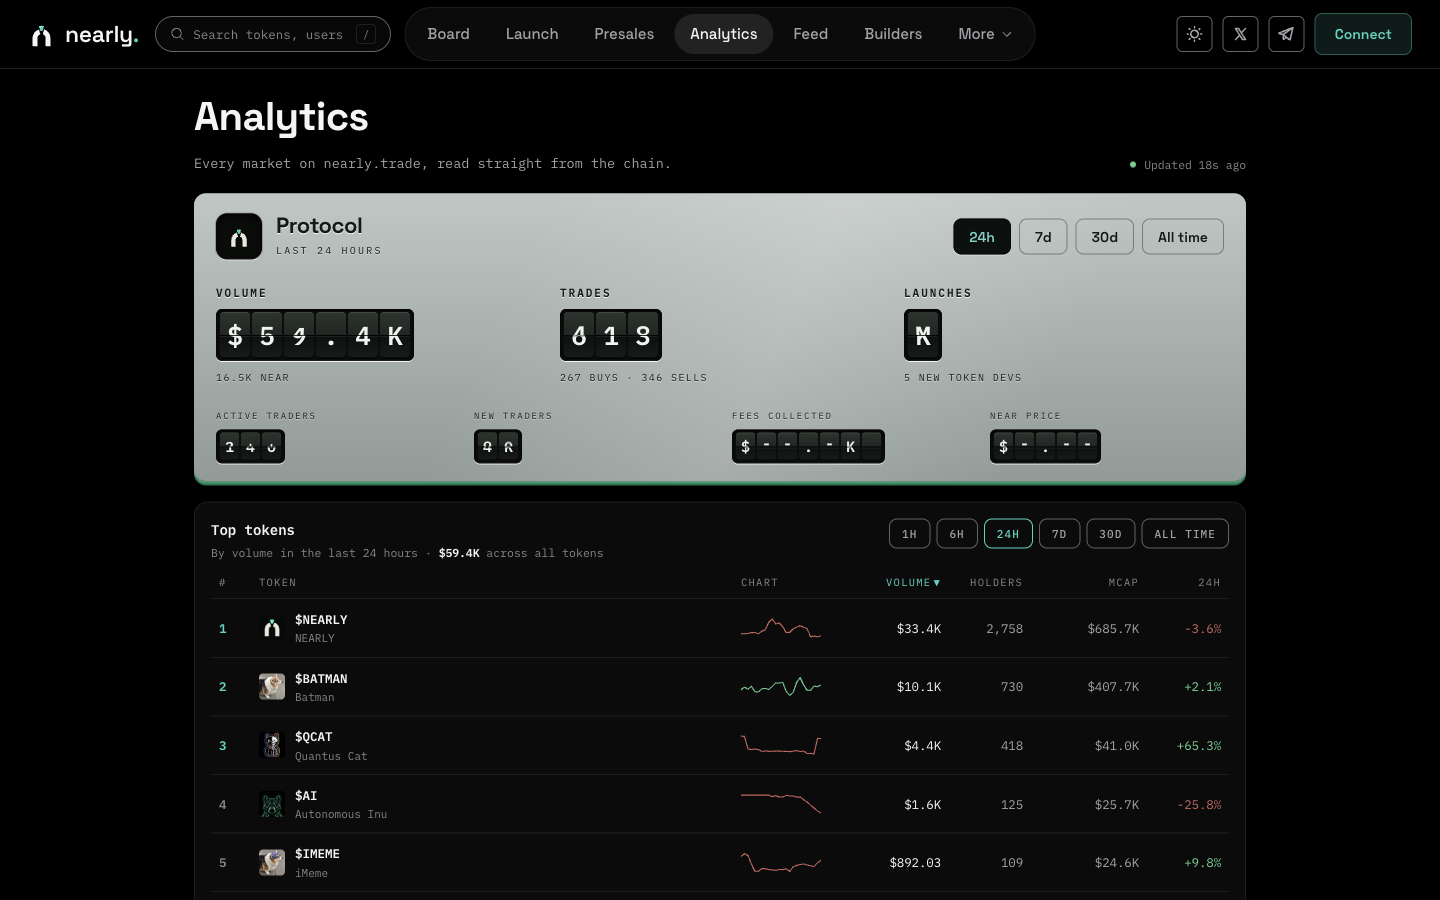 nearly.
Search tokens, users /
Board Launch Presales Analytics Feed Builders More
Connect
Analytics
Every market on nearly.trade, read straight from the chain.
Updated 18s ago
Protocol
LAST 24 HOURS
24h 7d 30d All time
VOLUME TRADES LAUNCHES
$59.4K
16.5K NEAR 267 BUYS · 346 SELLS 5 NEW TOKEN DEVS
ACTIVE TRADERS NEW TRADERS FEES COLLECTED NEAR PRICE
$--.-K $-.--
Top tokens
1H 6H 24H 7D 30D ALL TIME
By volume in the last 24 hours · $59.4K across all tokens
# TOKEN CHART VOLUME▼ HOLDERS MCAP 24H
1 $NEARLY $33.4K 2,758 $685.7K -3.6%
NEARLY
2 $BATMAN $10.1K 730 $407.7K +2.1%
Batman
3 $QCAT $4.4K 418 $41.0K +65.3%
Quantus Cat
4 $AI $1.6K 125 $25.7K -25.8%
Autonomous Inu
5 $IMEME $892.03 109 $24.6K +9.8%
iMeme